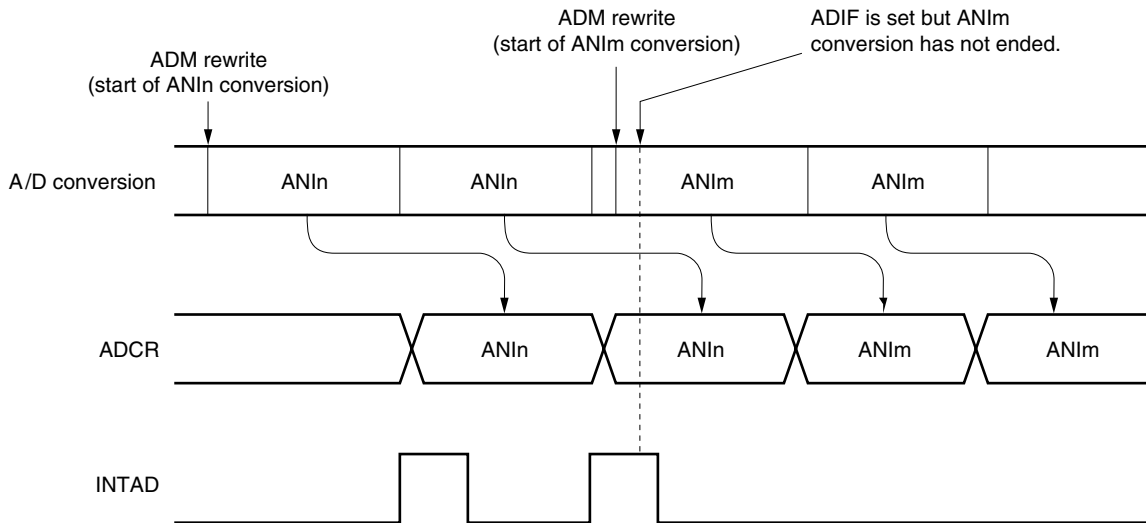 ADM rewrite
(start of ANIn conversion)
ADM rewrite
(start of ANIm conversion)
ADIF is set but ANIm
conversion has not ended.
A/D conversion
ANIn
ANIn
ANIm
ANIm
ADCR
ANIn
ANIn
ANIm
ANIm
INTAD